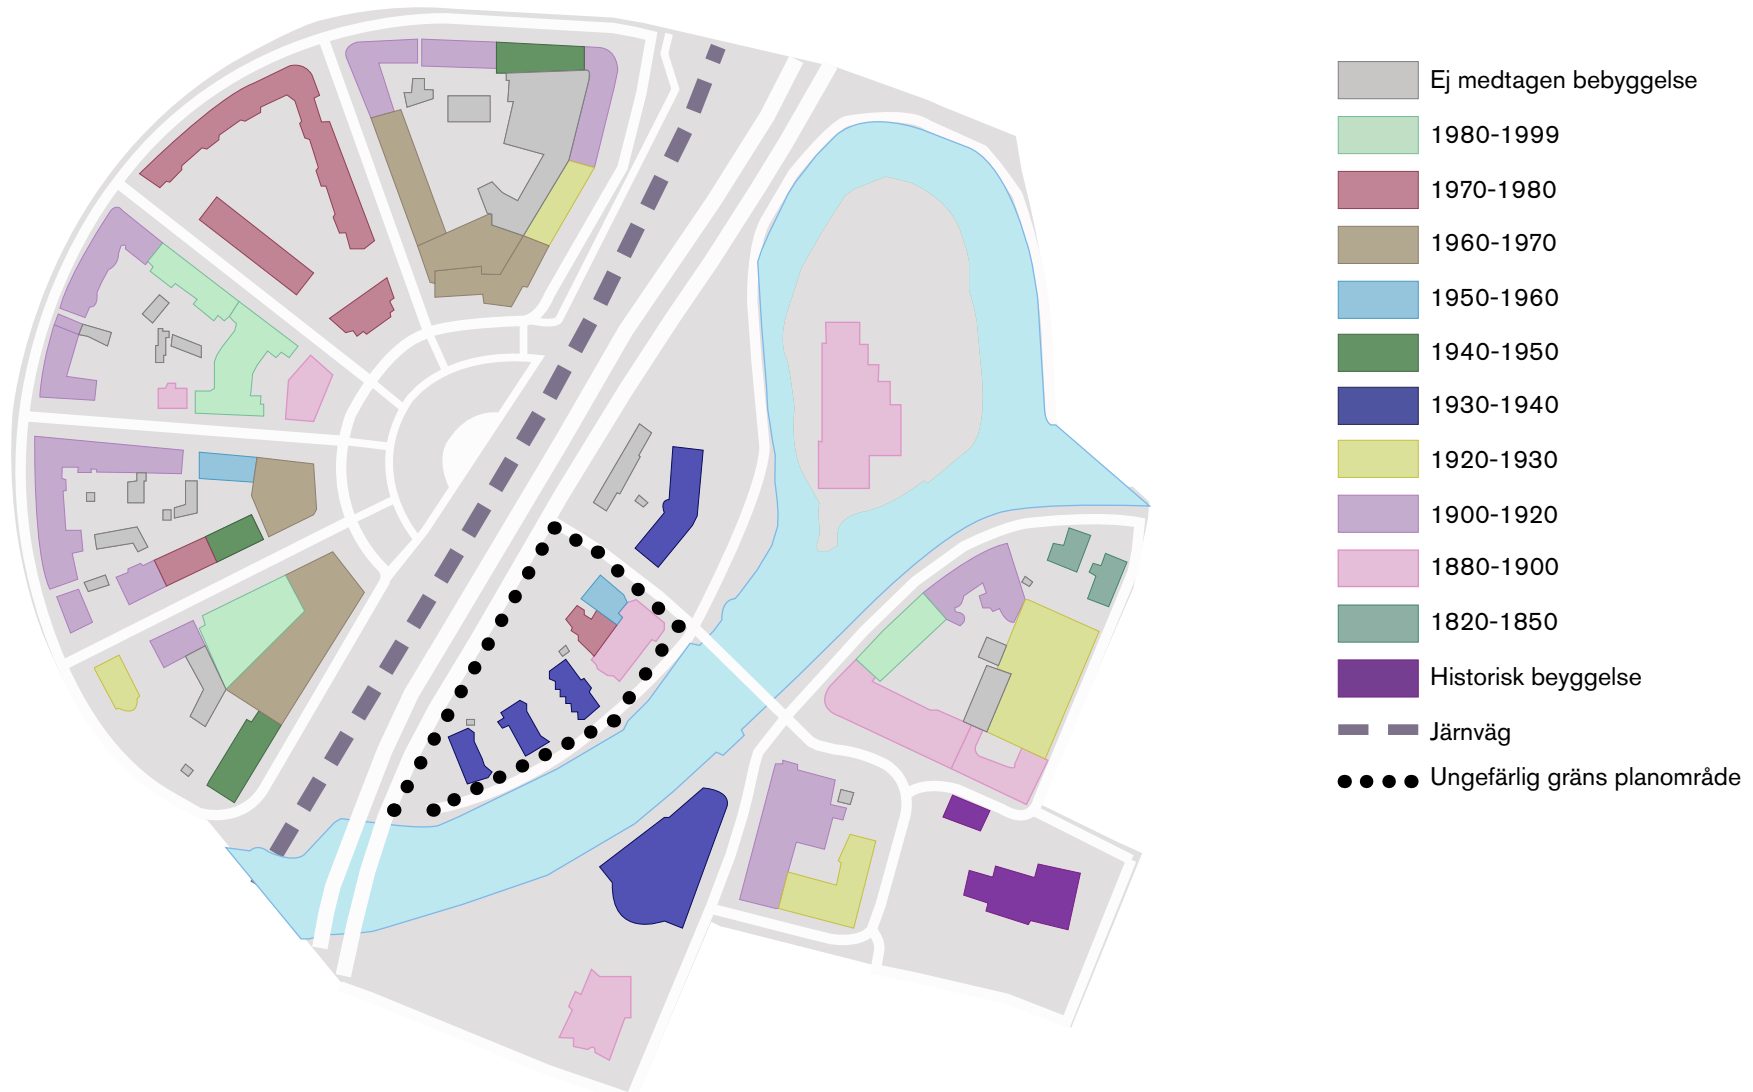 Ej medtagen bebyggelse
1980-1999
1970-1980
1960-1970
1950-1960
1940-1950
1930-1940
1920-1930
1900-1920
1880-1900
1820-1850
Historisk beyggelse
Järnväg
Ungefärlig gräns planområde